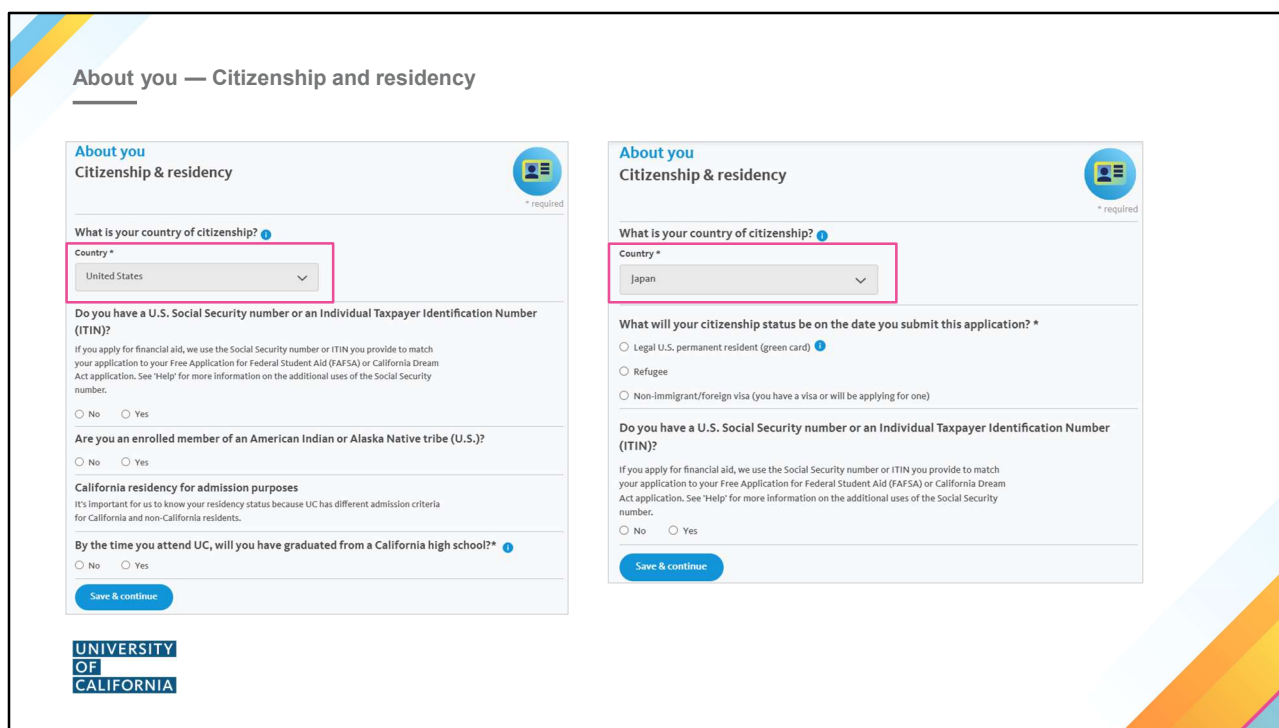 About you — Citizenship and residency
About you
Citizenship & residency
* required
What is your country of citizenship?
Country *
United States
Do you have a U.S. Social Security number or an Individual Taxpayer Identification Number
(ITIN)?
If you apply for financial aid, we use the Social Security number or ITIN you provide to match
your application to your Free Application for Federal Student Aid (FAFSA) or California Dream
Act application. See 'Help' for more information on the additional uses of the Social Security
number.
No Yes
Are you an enrolled member of an American Indian or Alaska Native tribe (U.S.)?
No Yes
California residency for admission purposes
It's important for us to know your residency status because UC has different admission criteria
for California and non-California residents.
By the time you attend UC, will you have graduated from a California high school?*
No Yes
Save & continue
About you
Citizenship & residency
* required
What is your country of citizenship?
Country *
Japan
What will your citizenship status be on the date you submit this application? *
Legal U.S. permanent resident (green card)
Refugee
Non-immigrant/foreign visa (you have a visa or will be applying for one)
Do you have a U.S. Social Security number or an Individual Taxpayer Identification Number
(ITIN)?
If you apply for financial aid, we use the Social Security number or ITIN you provide to match
your application to your Free Application for Federal Student Aid (FAFSA) or California Dream
Act application. See 'Help' for more information on the additional uses of the Social Security
number.
No Yes
Save & continue
UNIVERSITY
OF
CALIFORNIA